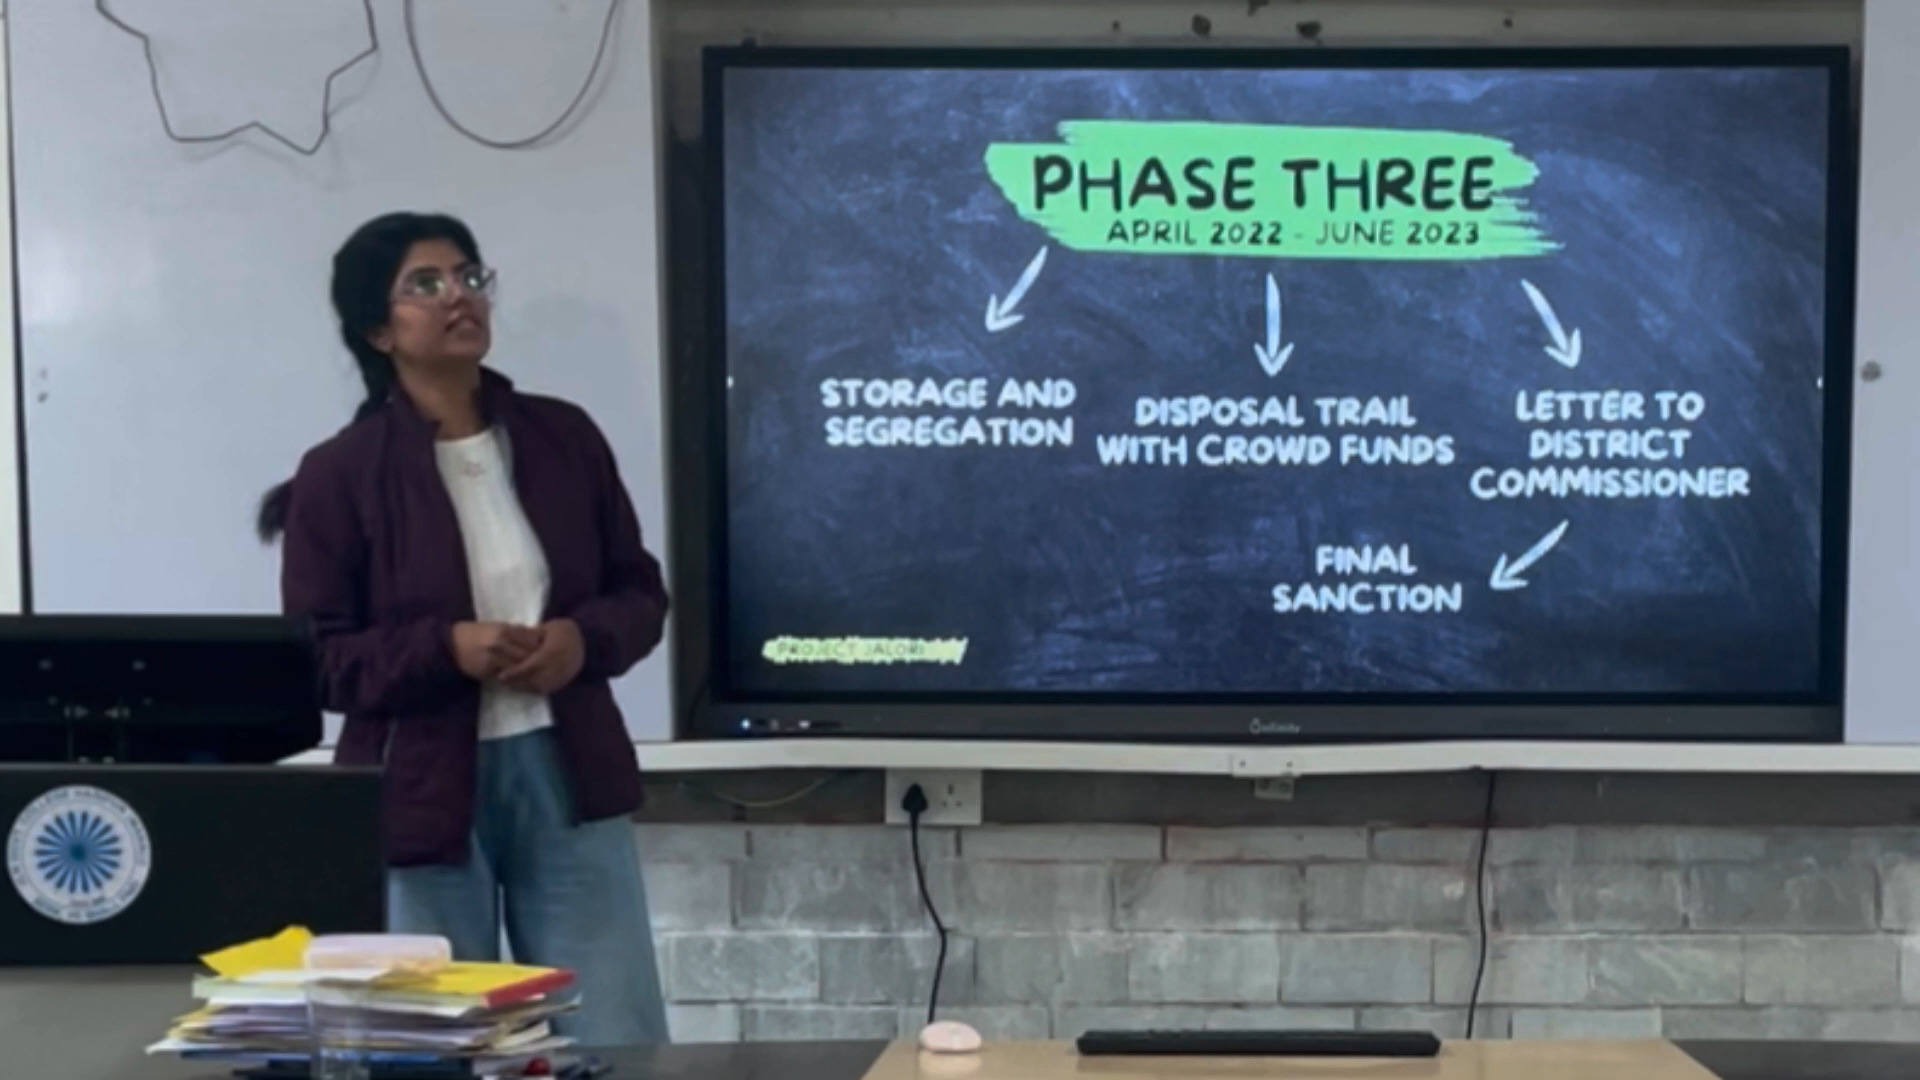 PHASE THREE
APRIL 2022 - JUNE 2023
STORAGE AND
SEGREGATION
DISPOSAL TRAIL
WITH CROWD FUNDS
LETTER TO
DISTRICT
COMMISSIONER
FINAL
SANCTION
PROJECT JALORI